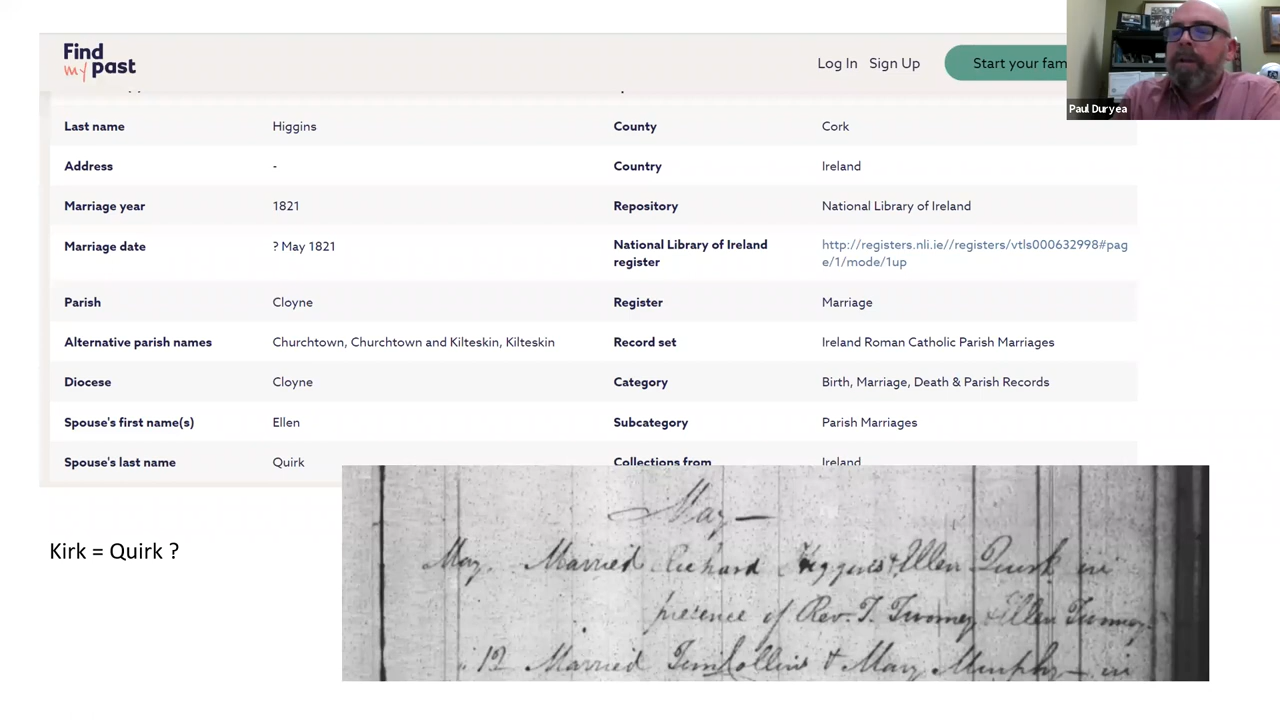 Find
my past
Log In Sign Up Start your fam
Paul Duryea
Last name Higgins County Cork
Address - Country Ireland
Marriage year 1821 Repository National Library of Ireland
Marriage date ? May 1821 National Library of Ireland register http://registers.nli.ie//registers/vtls000632998#pag
e/1/mode/1up
Parish Cloyne Register Marriage
Alternative parish names Churchtown, Churchtown and Kilteskin, Kilteskin Record set Ireland Roman Catholic Parish Marriages
Diocese Cloyne Category Birth, Marriage, Death & Parish Records
Spouse's first name(s) Ellen Subcategory Parish Marriages
Spouse's last name Quirk Collections from Ireland
Kirk = Quirk ?
May —
May. Married Richard Higgins & Ellen Quirk in
presence of Rev. T. Twomey & Ellen Twomey.
12 Married Tim Collins & Mary Murphy — in